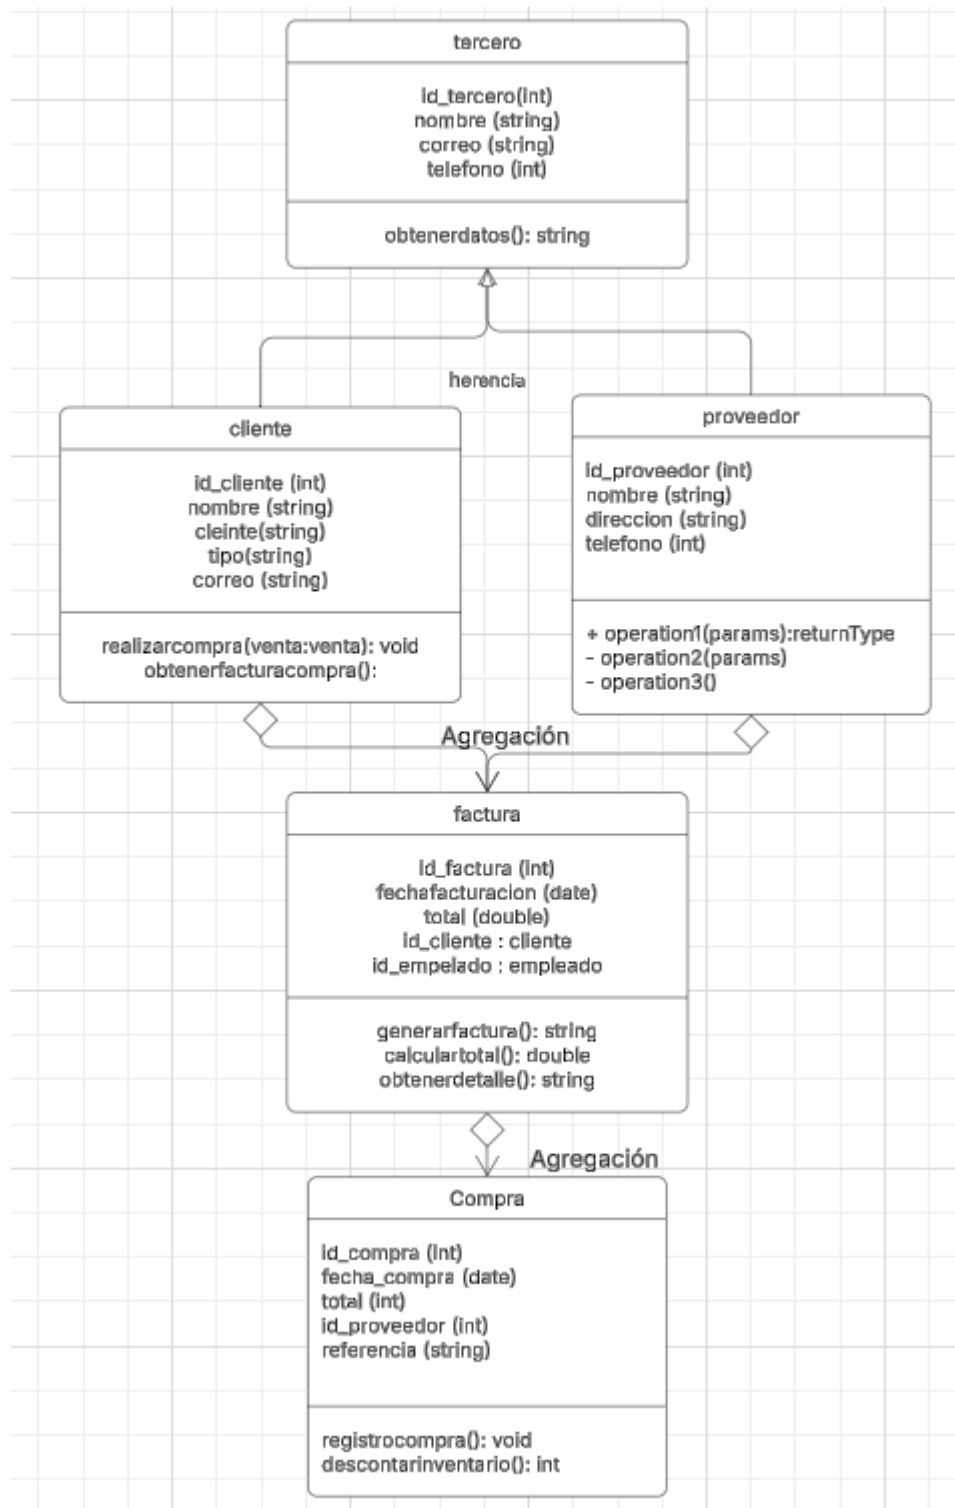 tercero
id_tercero(int)
nombre (string)
correo (string)
telefono (int)
obtenerdatos(): string
herencia
cliente
id_cliente (int)
nombre (string)
cleinte(string)
tipo(string)
correo (string)
realizarcompra(venta:venta): void
obtenerfacturacompra():
proveedor
id_proveedor (int)
nombre (string)
direccion (string)
telefono (int)
+ operation1(params):returnType
- operation2(params)
- operation3()
Agregación
factura
id_factura (int)
fechafacturacion (date)
total (double)
id_cliente : cliente
id_empelado : empleado
generarfactura(): string
calculartotal(): double
obtenerdetalle(): string
Agregación
Compra
id_compra (int)
fecha_compra (date)
total (int)
id_proveedor (int)
referencia (string)
registrocompra(): void
descontarinventario(): int